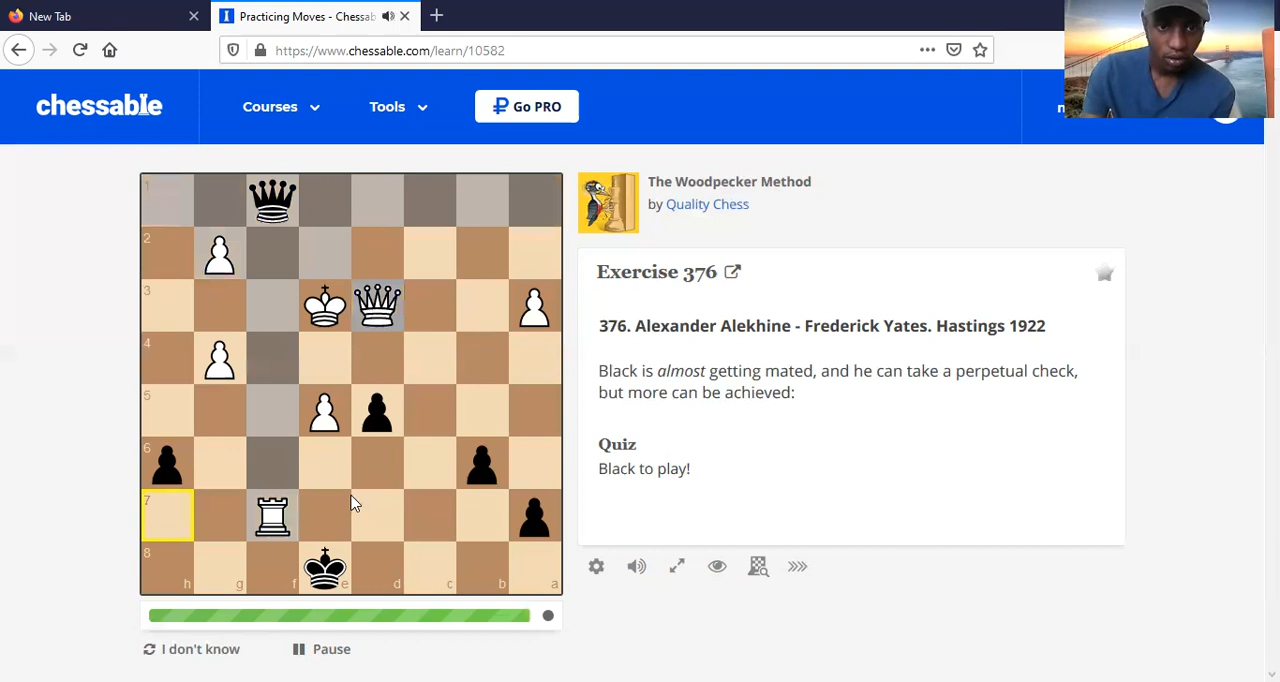 New Tab
Practicing Moves - Chessab
https://www.chessable.com/learn/10582
chessable
Courses
Tools
Go PRO
The Woodpecker Method
by Quality Chess
Exercise 376
376. Alexander Alekhine - Frederick Yates. Hastings 1922
Black is almost getting mated, and he can take a perpetual check,
but more can be achieved:
Quiz
Black to play!
1
2
3
4
5
6
7
8
h g f e d c b a
I don't know
Pause